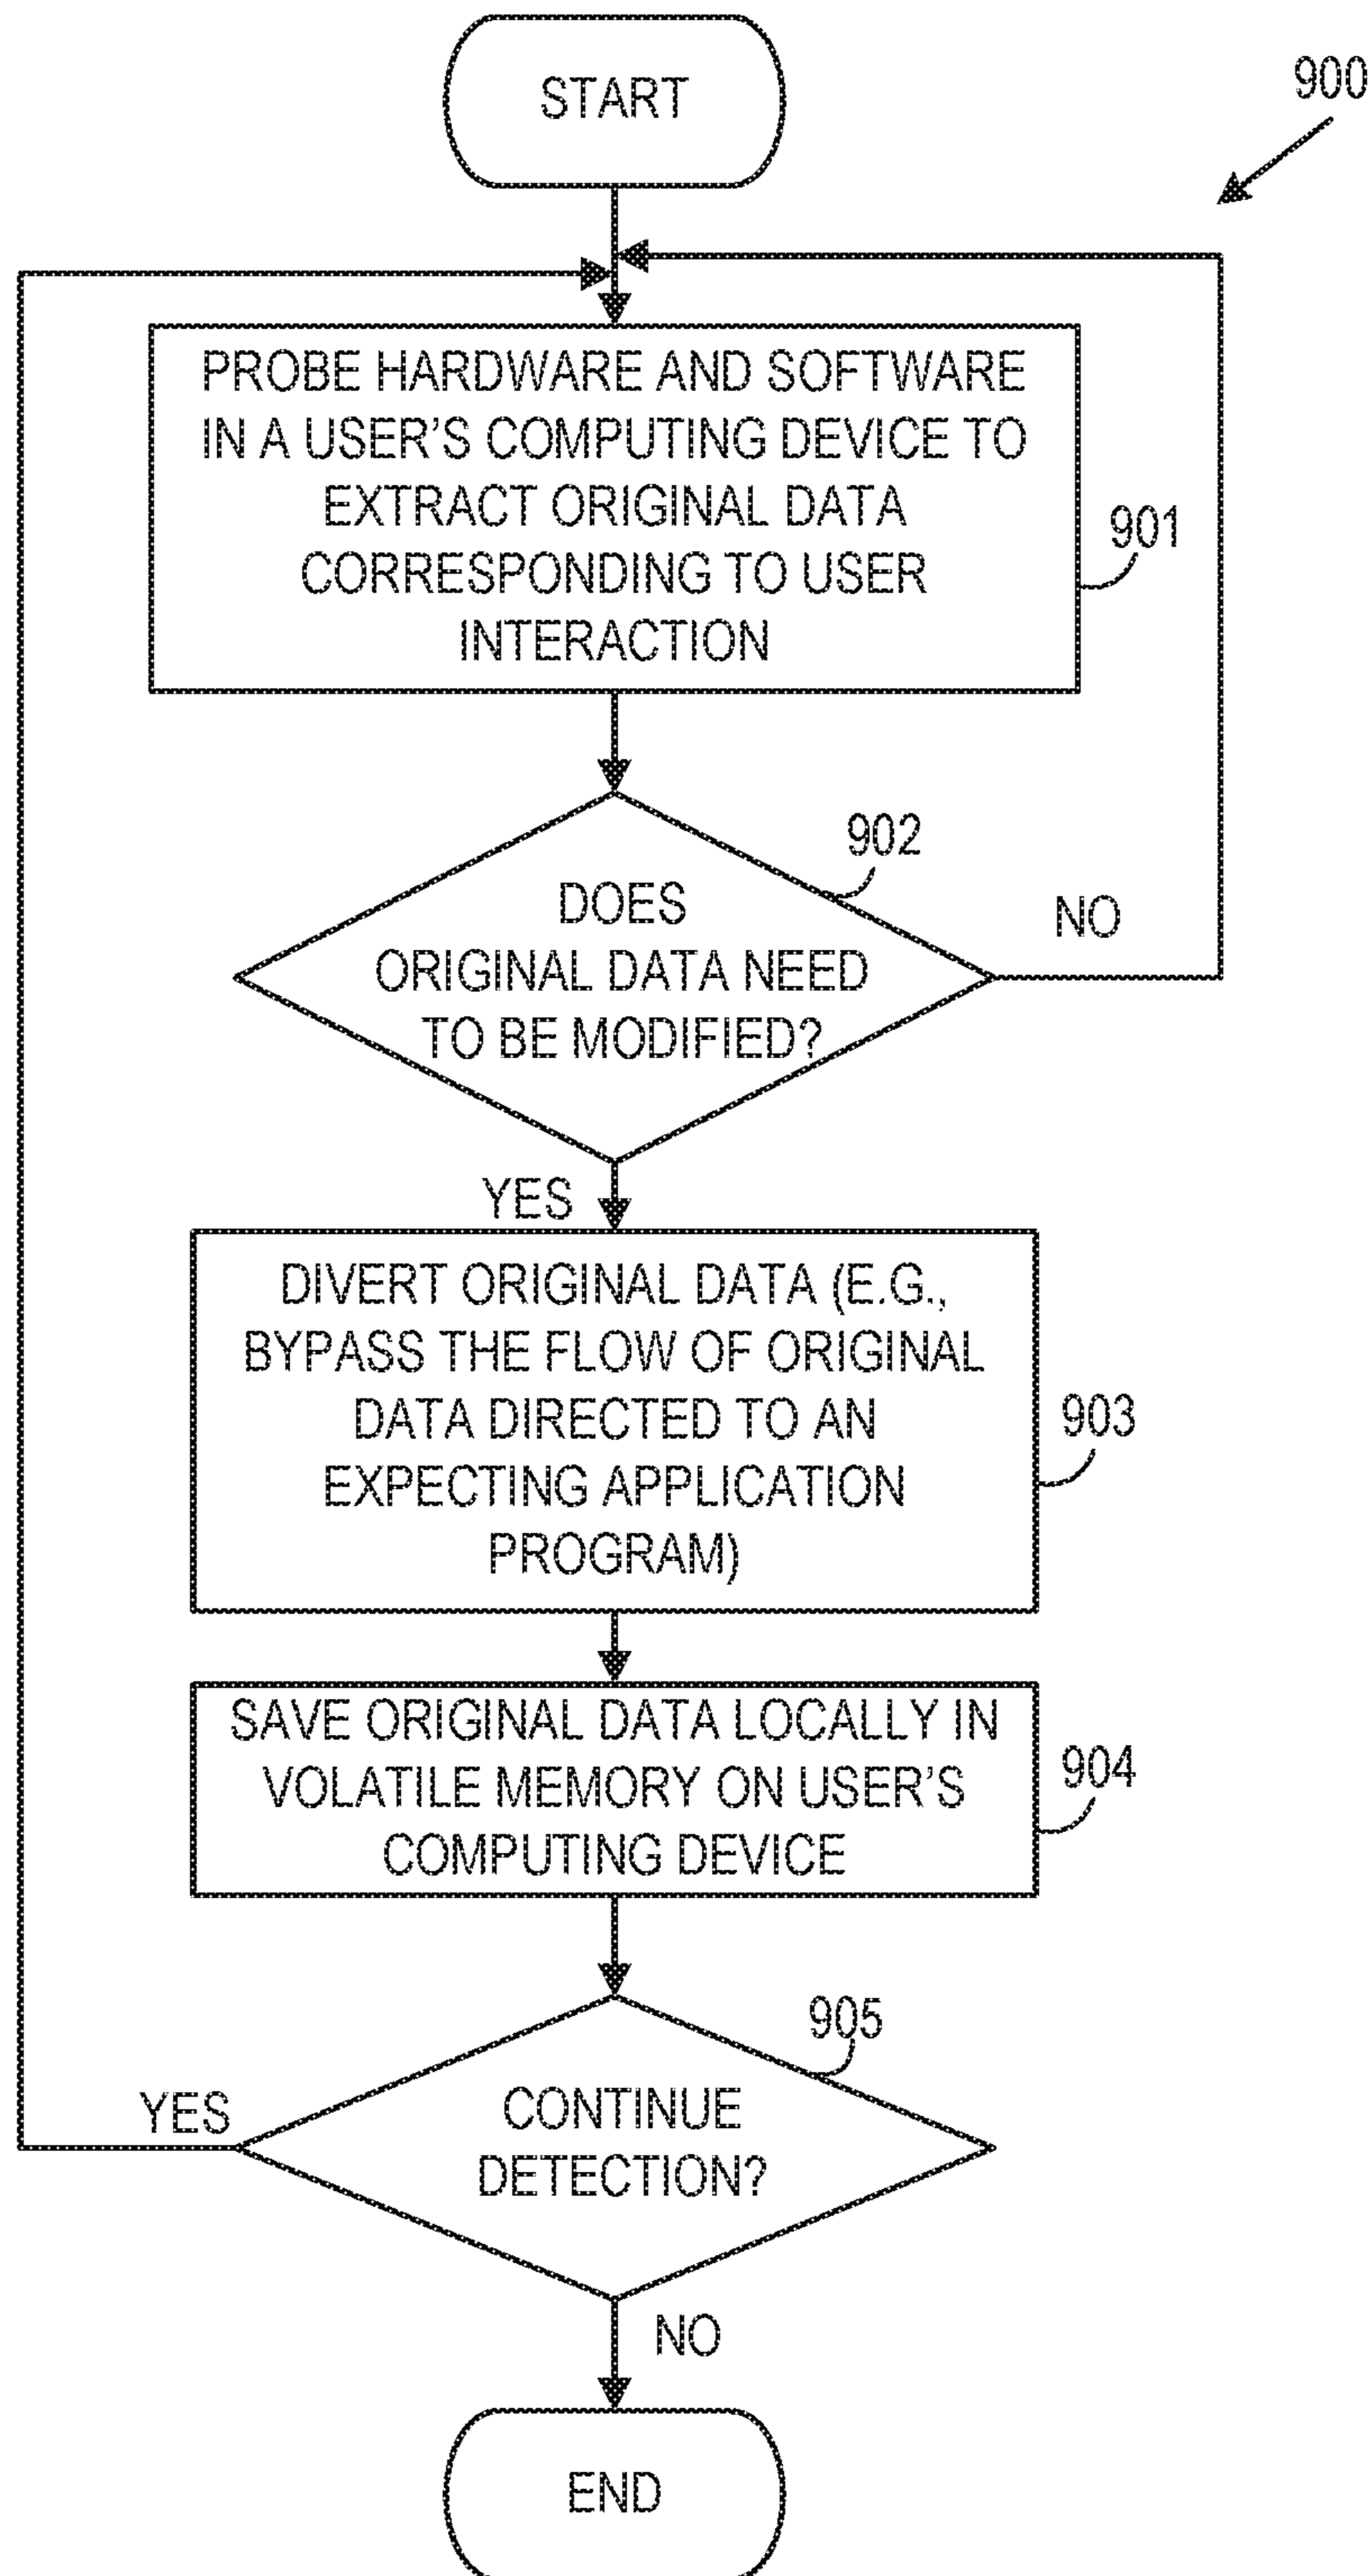 START
900
PROBE HARDWARE AND SOFTWARE
IN A USER'S COMPUTING DEVICE TO
EXTRACT ORIGINAL DATA
CORRESPONDING TO USER
INTERACTION
901
902
DOES
ORIGINAL DATA NEED
TO BE MODIFIED?
NO
YES
DIVERT ORIGINAL DATA (E.G.,
BYPASS THE FLOW OF ORIGINAL
DATA DIRECTED TO AN
EXPECTING APPLICATION
PROGRAM)
903
SAVE ORIGINAL DATA LOCALLY IN
VOLATILE MEMORY ON USER'S
COMPUTING DEVICE
904
905
CONTINUE
DETECTION?
YES
NO
END